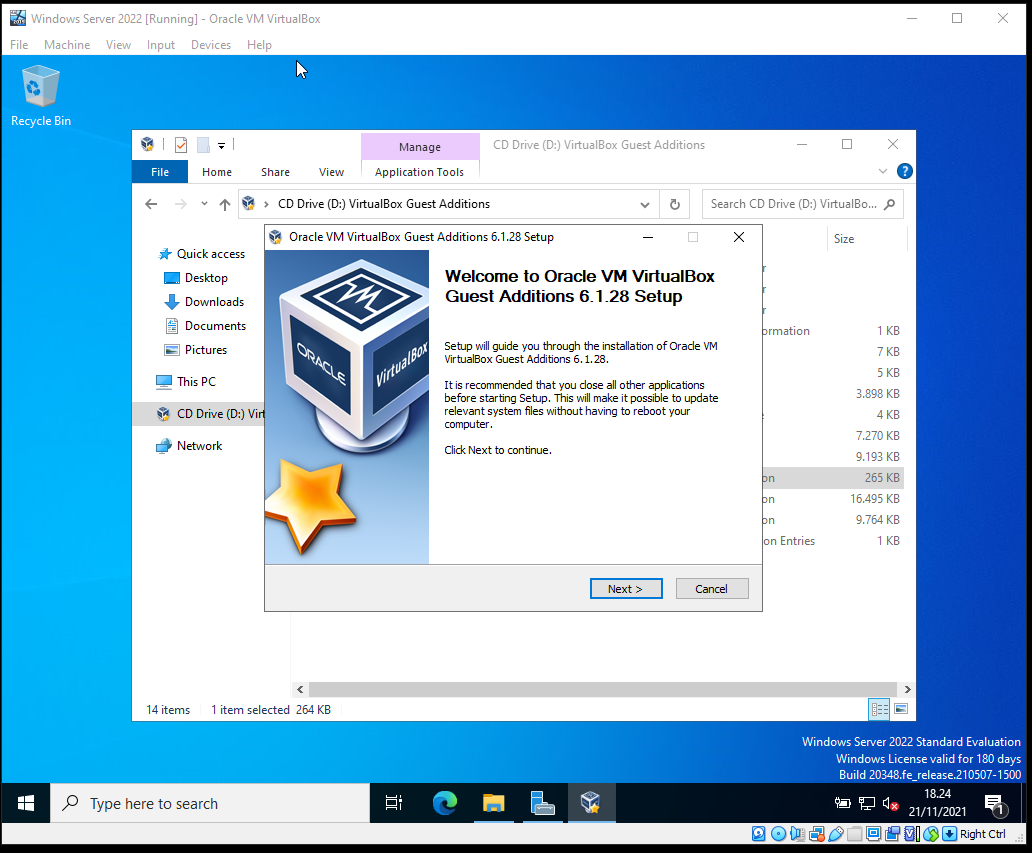 Windows Server 2022 [Running] - Oracle VM VirtualBox
File Machine View Input Devices Help
Recycle Bin
Manage
CD Drive (D:) VirtualBox Guest Additions
File Home Share View Application Tools
CD Drive (D:) VirtualBox Guest Additions
Search CD Drive (D:) VirtualBo...
Oracle VM VirtualBox Guest Additions 6.1.28 Setup
Size
Quick access
Desktop
Downloads
Documents
Pictures
This PC
CD Drive (D:) Virt
Network
ORACLE
VirtualBox
Welcome to Oracle VM VirtualBox
Guest Additions 6.1.28 Setup
Setup will guide you through the installation of Oracle VM
VirtualBox Guest Additions 6.1.28.
It is recommended that you close all other applications
before starting Setup. This will make it possible to update
relevant system files without having to reboot your
computer.
Click Next to continue.
Next >
Cancel
r
r
r
ormation 1 KB
7 KB
5 KB
3.898 KB
e 4 KB
7.270 KB
9.193 KB
on 265 KB
on 16.495 KB
on 9.764 KB
on Entries 1 KB
14 items 1 item selected 264 KB
Windows Server 2022 Standard Evaluation
Windows License valid for 180 days
Build 20348.fe_release.210507-1500
Type here to search
18.24
21/11/2021
1
Right Ctrl